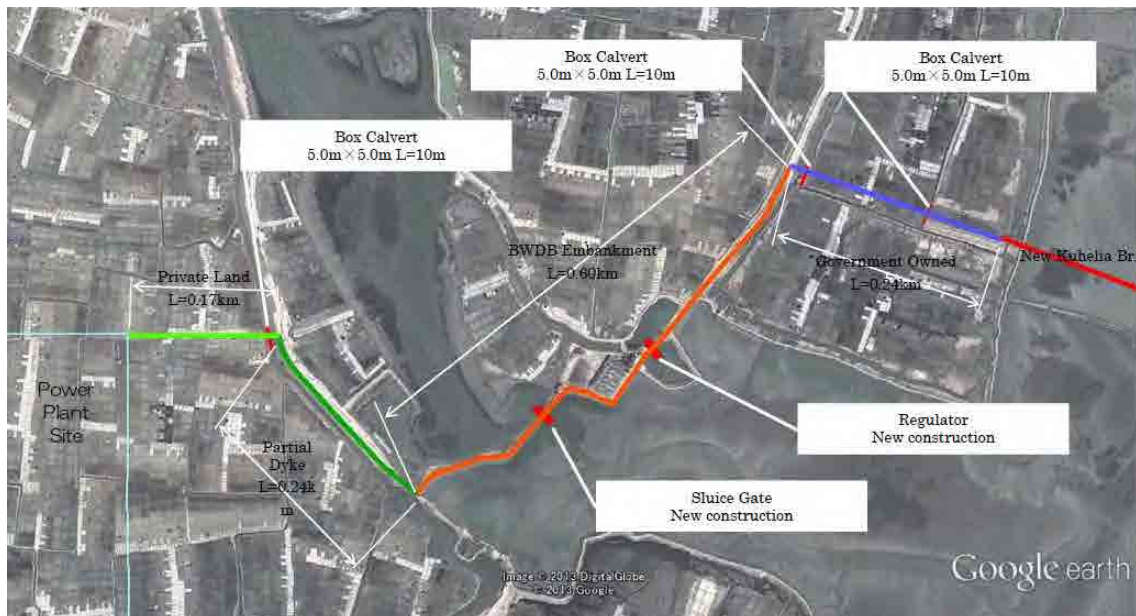 Box Calvert
5.0m×5.0m L=10m
Box Calvert
5.0m×5.0m L=10m
Box Calvert
5.0m×5.0m L=10m
BWDB Embankment
L=0.60km
Private Land
L=0.17km
Government Owned
L=0.24km
New Kuhelia Bri
Power
Plant
Site
Partial
Dyke
L=0.24k
m
Regulator
New construction
Sluice Gate
New construction
Image © 2013 DigitalGlobe
© 2013 Google
Google earth